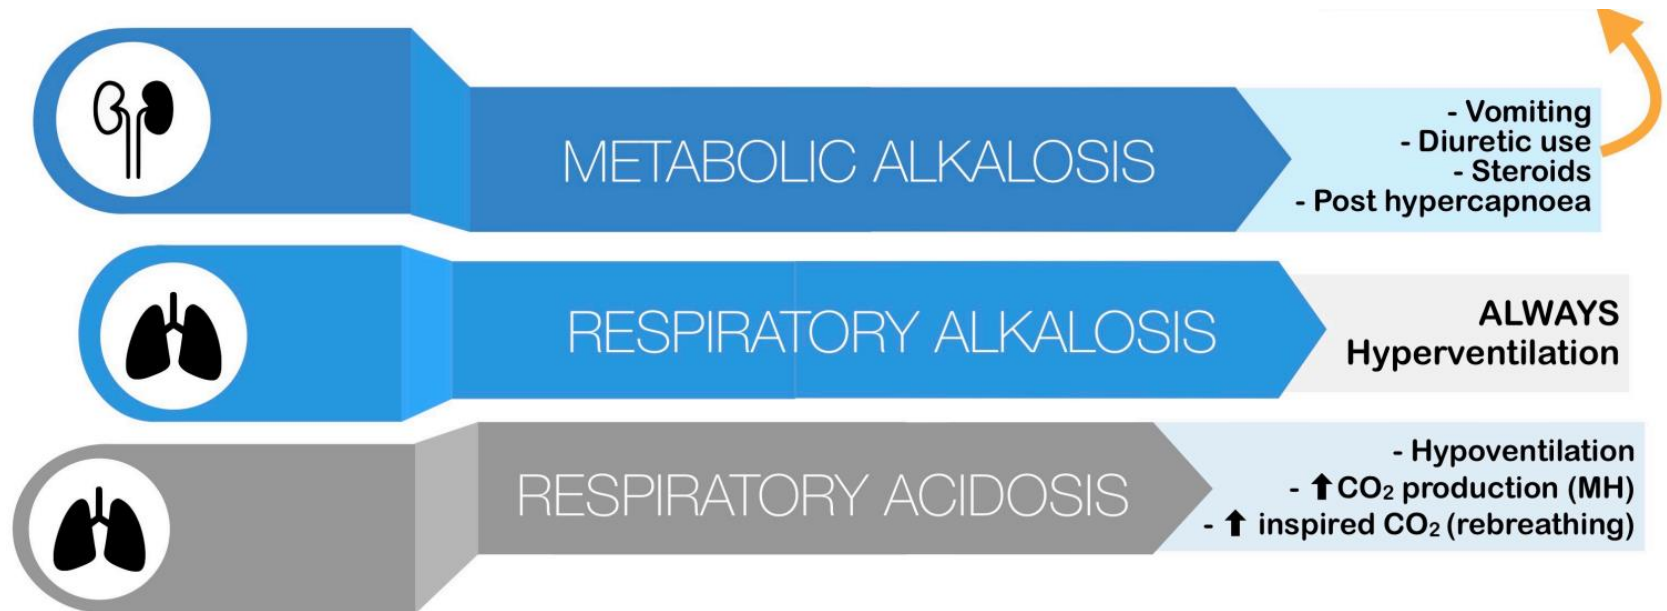 METABOLIC ALKALOSIS
- Vomiting
- Diuretic use
- Steroids
- Post hypercapnoea
RESPIRATORY ALKALOSIS
ALWAYS
Hyperventilation
RESPIRATORY ACIDOSIS
- Hypoventilation
- ⬆CO₂ production (MH)
- ⬆ inspired CO₂ (rebreathing)